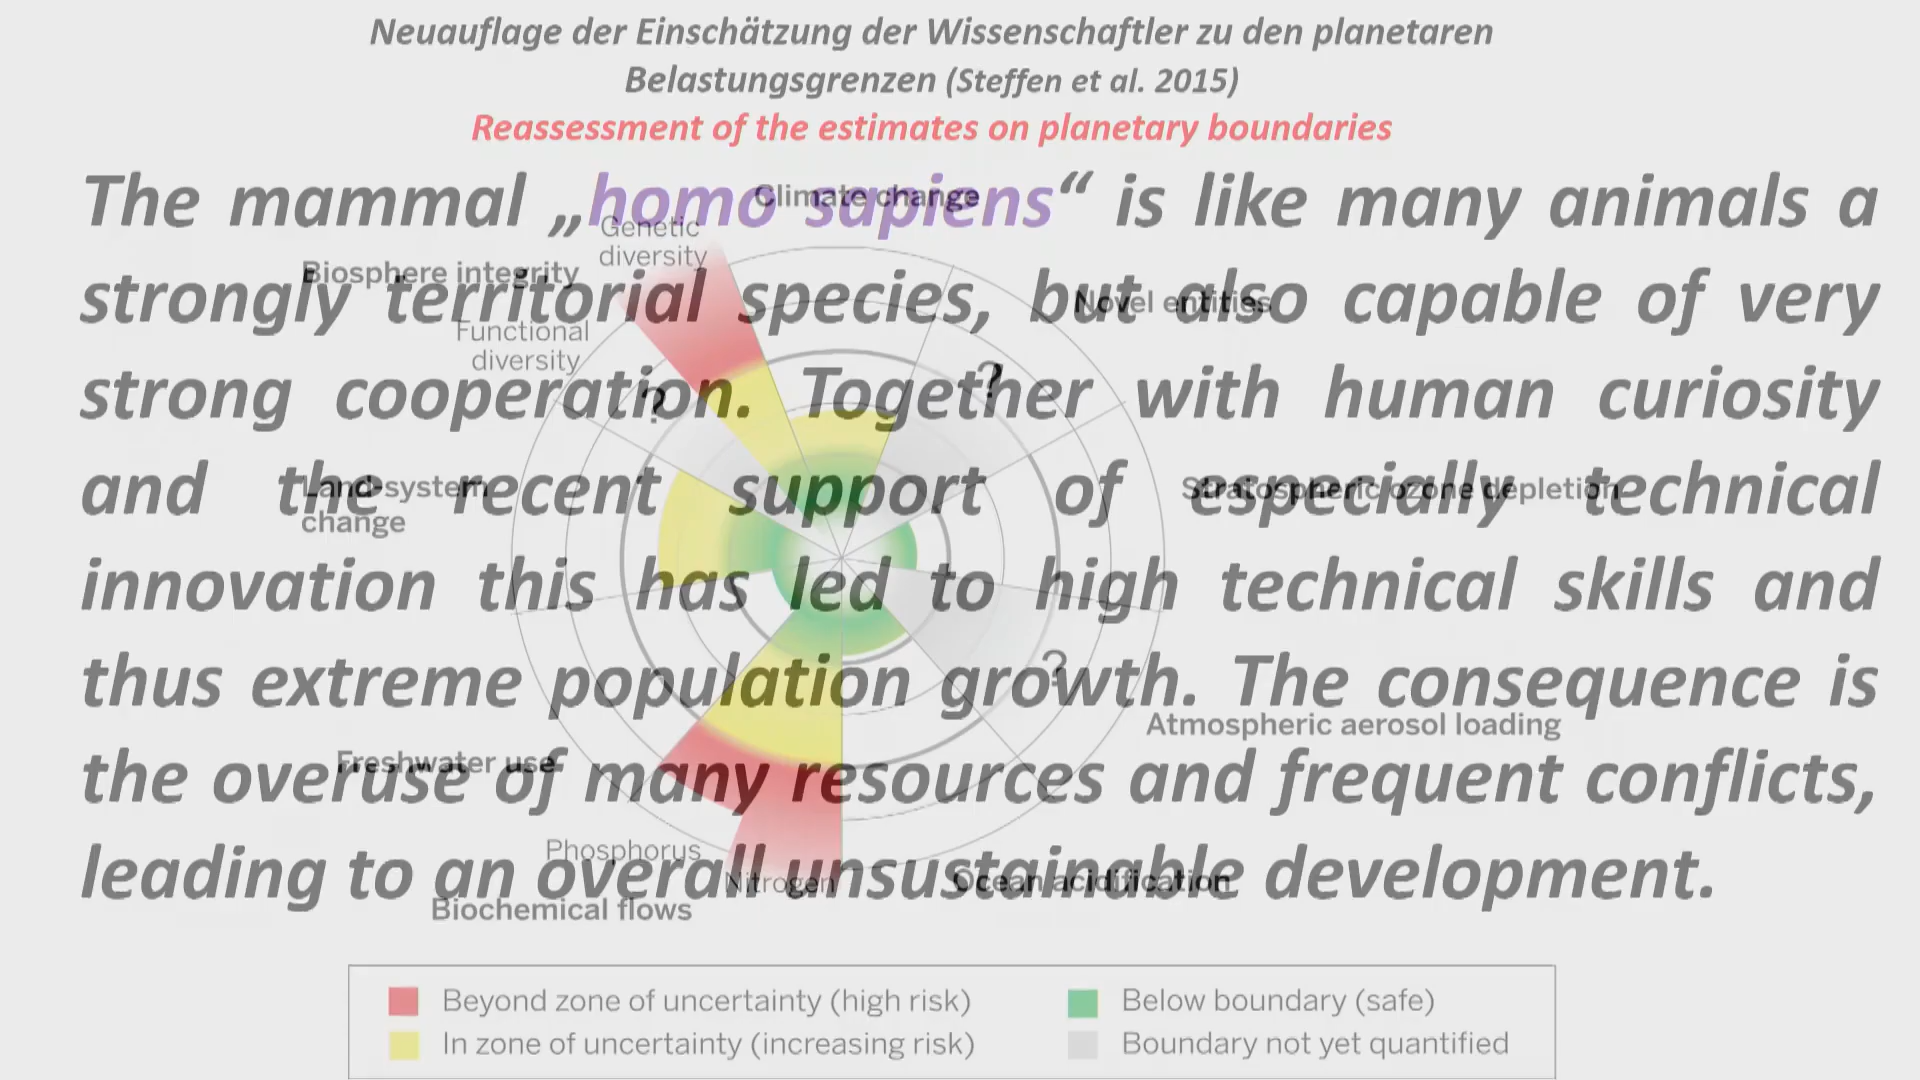 Neuauflage der Einschätzung der Wissenschaftler zu den planetaren
Belastungsgrenzen (Steffen et al. 2015)
Reassessment of the estimates on planetary boundaries
The mammal „homo sapiens“ is like many animals a
strongly territorial species, but also capable of very
strong cooperation. Together with human curiosity
and the recent support of especially technical
innovation this has led to high technical skills and
thus extreme population growth. The consequence is
the overuse of many resources and frequent conflicts,
leading to an overall unsustainable development.
Climate change
Genetic
diversity
Biosphere integrity
Functional
diversity
Novel entities
?
?
Land-system
change
Stratospheric ozone depletion
?
Atmospheric aerosol loading
Freshwater use
Phosphorus
Nitrogen
Biochemical flows
Ocean acidification
Beyond zone of uncertainty (high risk)
In zone of uncertainty (increasing risk)
Below boundary (safe)
Boundary not yet quantified